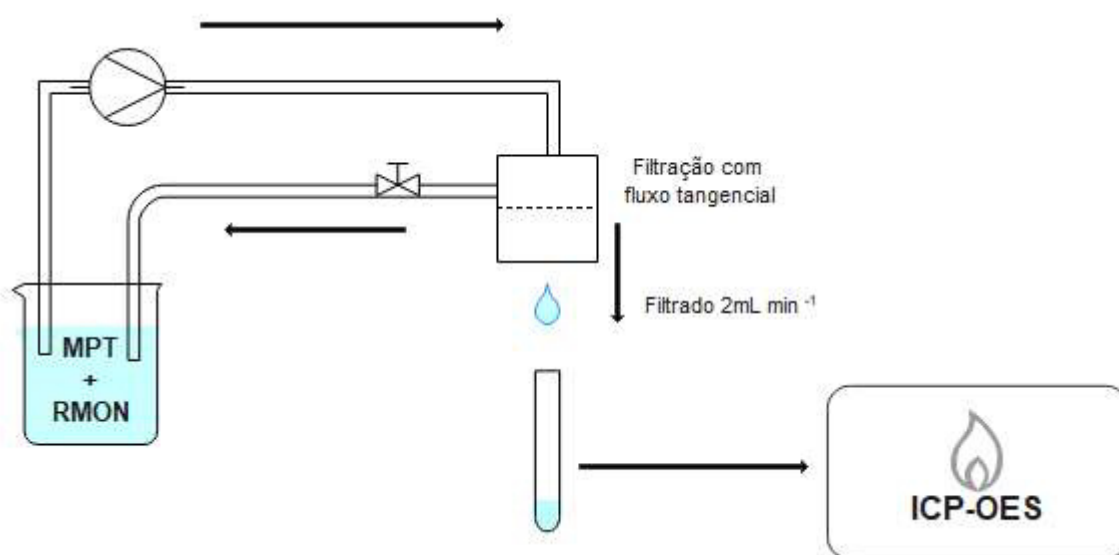 Filtração com
fluxo tangencial
Filtrado 2mL min -1
MPT
+
RMON
ICP-OES